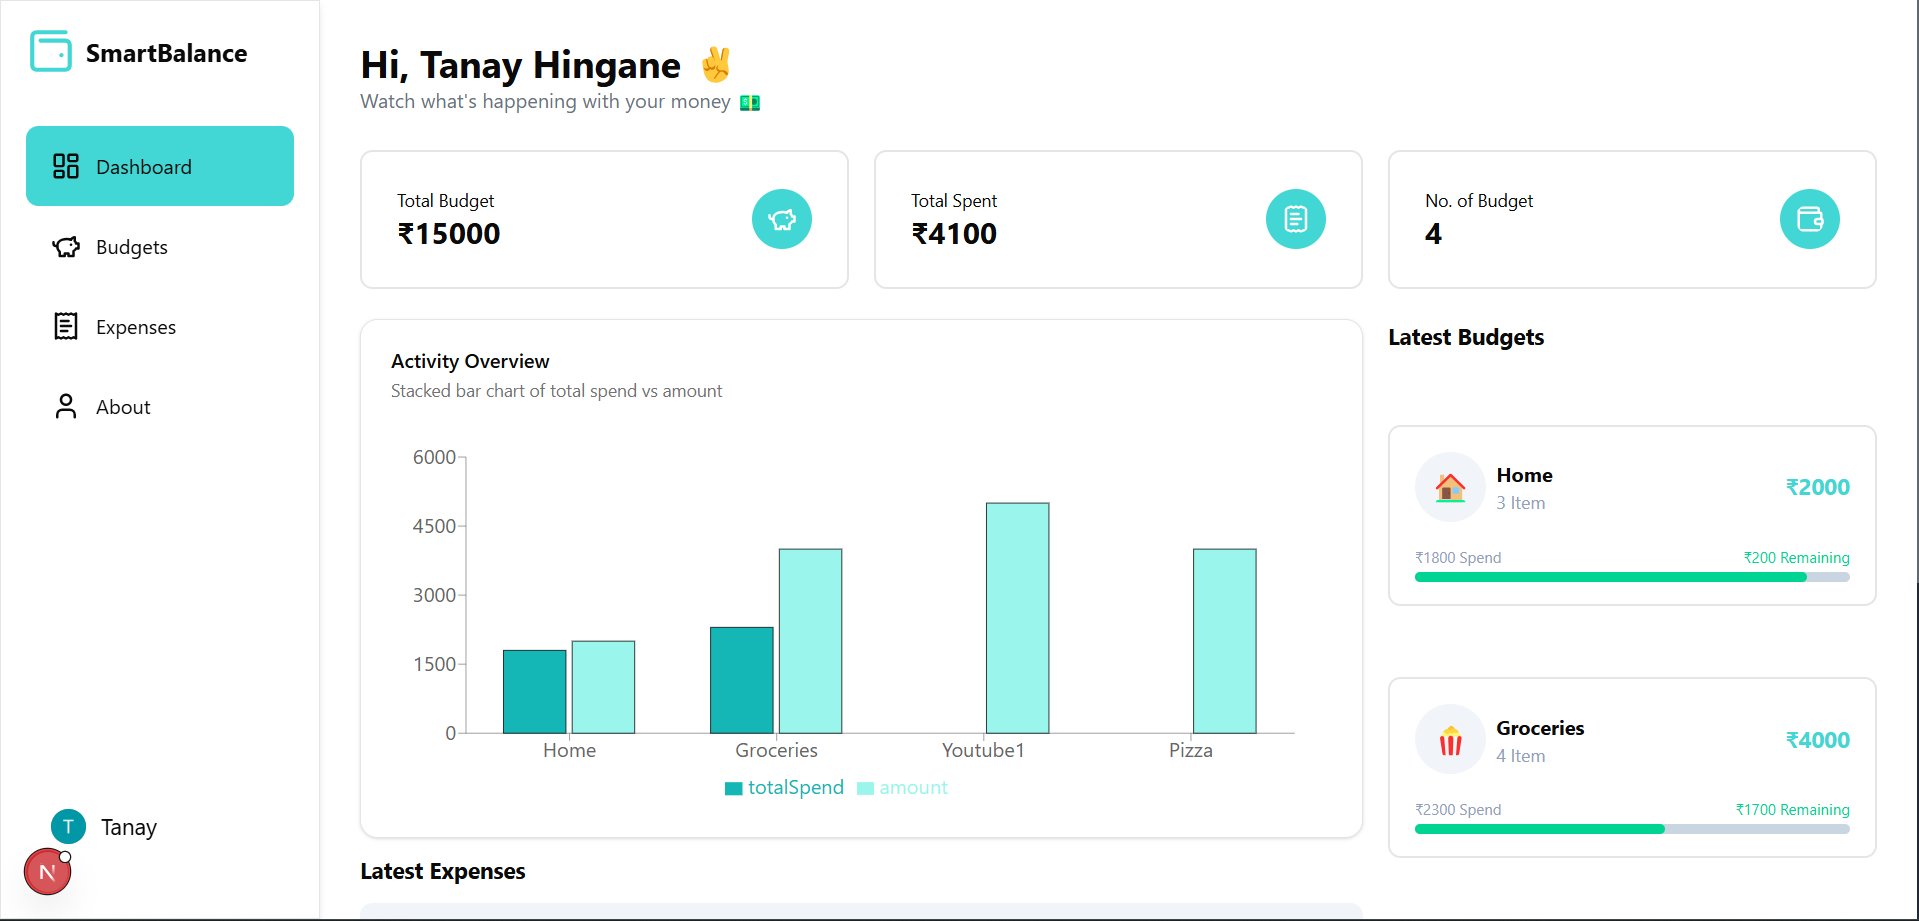 SmartBalance
Dashboard
Budgets
Expenses
About
T Tanay
N
Hi, Tanay Hingane ✌️
Watch what's happening with your money 💵
Total Budget
₹15000
Total Spent
₹4100
No. of Budget
4
Activity Overview
Stacked bar chart of total spend vs amount
6000
4500
3000
1500
0
Home Groceries Youtube1 Pizza
totalSpend amount
Latest Expenses
Latest Budgets
Home
3 Item
₹2000
₹1800 Spend ₹200 Remaining
Groceries
4 Item
₹4000
₹2300 Spend ₹1700 Remaining